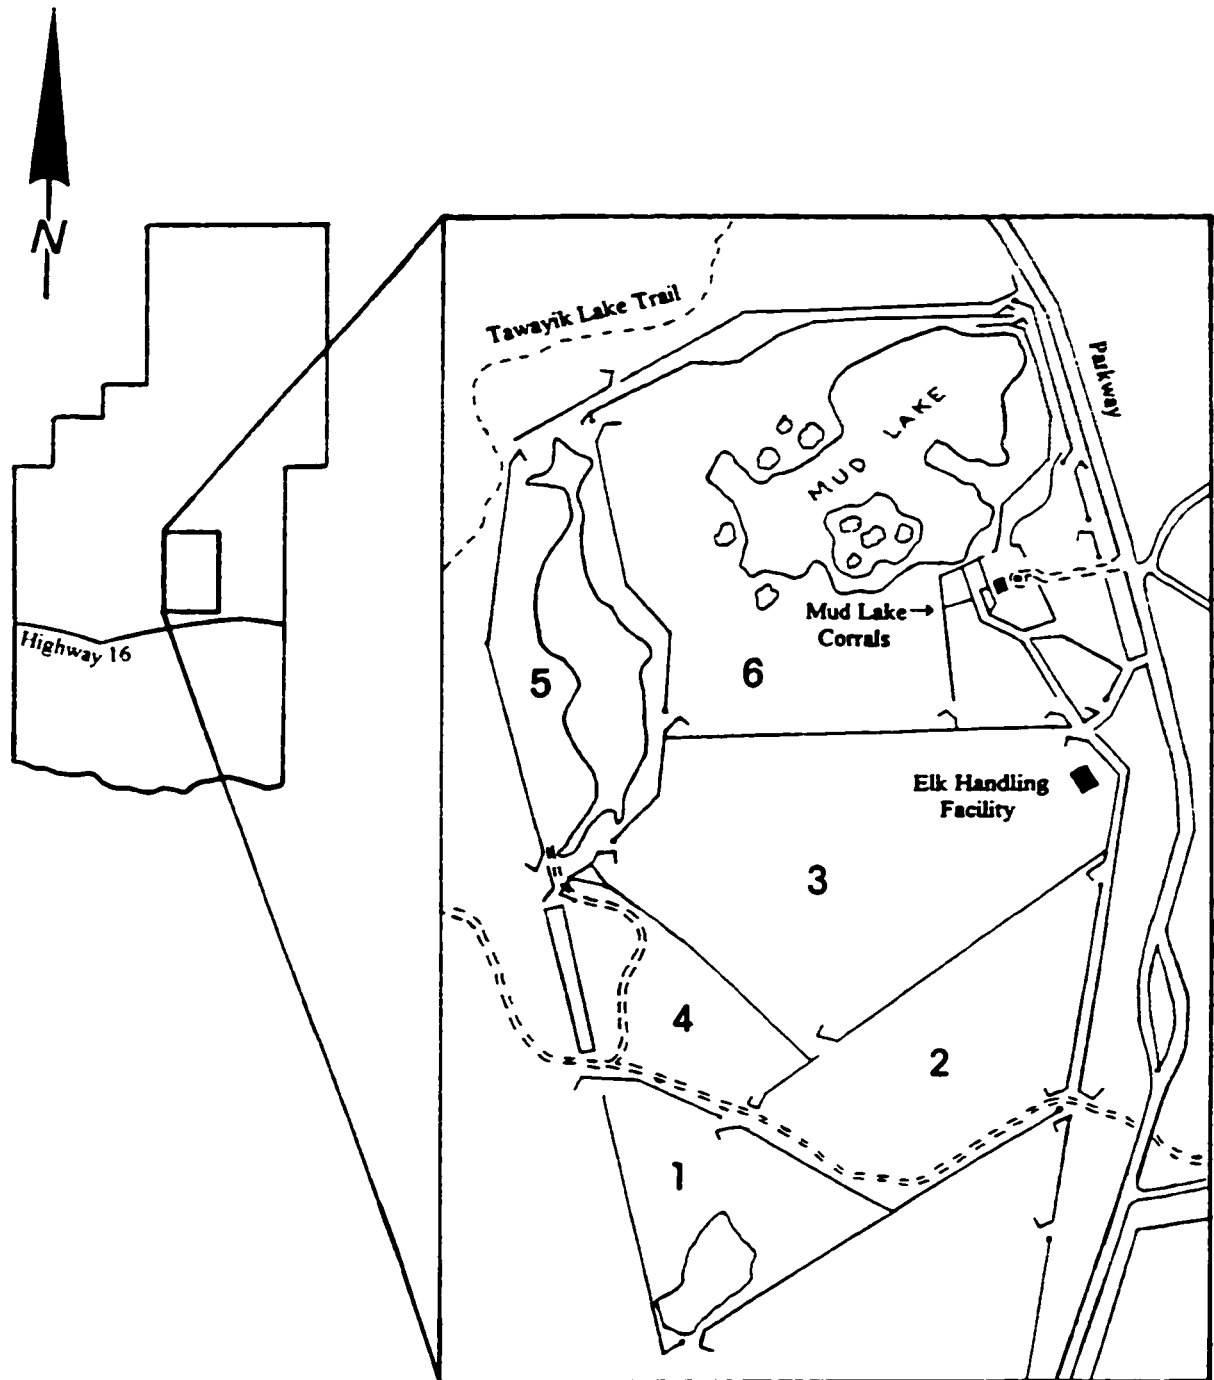 N
Tawayik Lake Trail
Parkway
MUD LAKE
Mud Lake
Corrals
5
6
Highway 16
Elk Handling
Facility
3
4
2
1